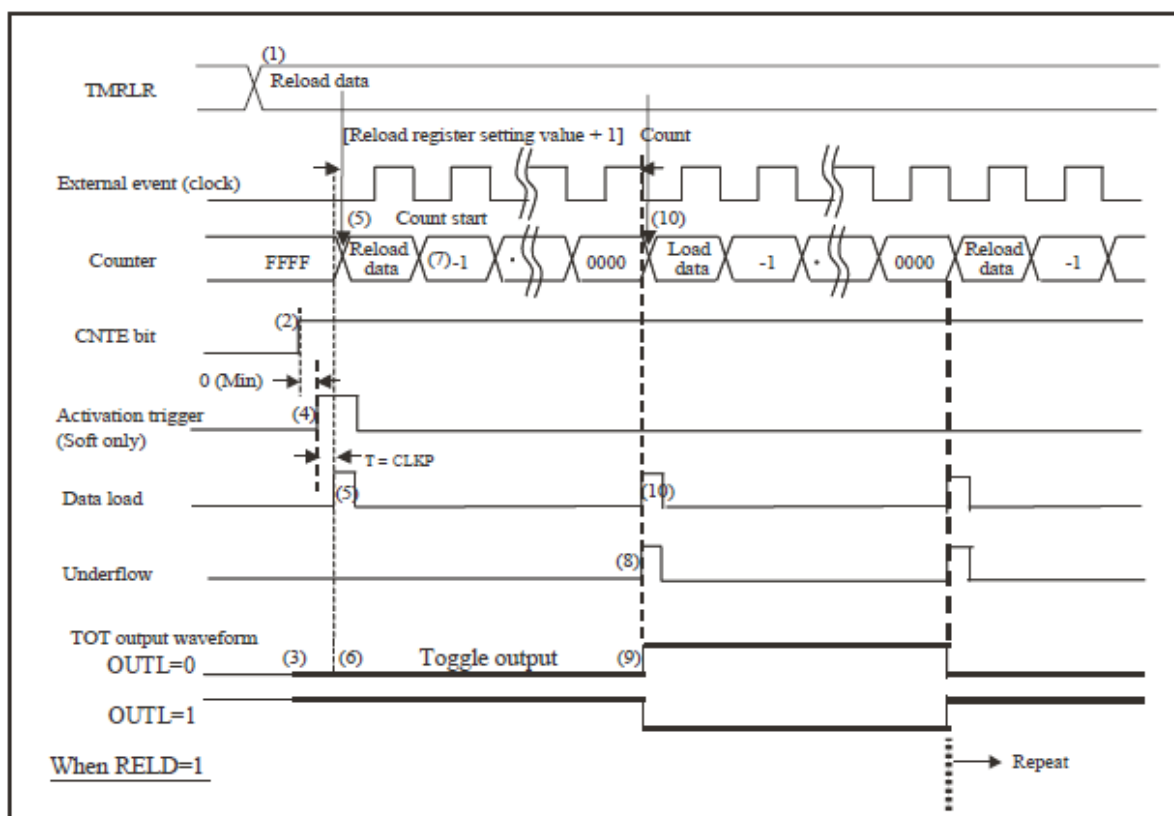 (1)
TMRLR Reload data
[Reload register setting value + 1] Count
External event (clock)
(5) Count start (10)
Counter FFFF Reload data (7) -1 • 0000 Load data -1 • 0000 Reload data -1
CNTE bit (2)
0 (Min)
Activation trigger (4)
(Soft only)
T = CLKP
Data load (5) (10)
Underflow (8)
TOT output waveform
OUTL=0 (3) (6) Toggle output (9)
OUTL=1
When RELD=1 Repeat